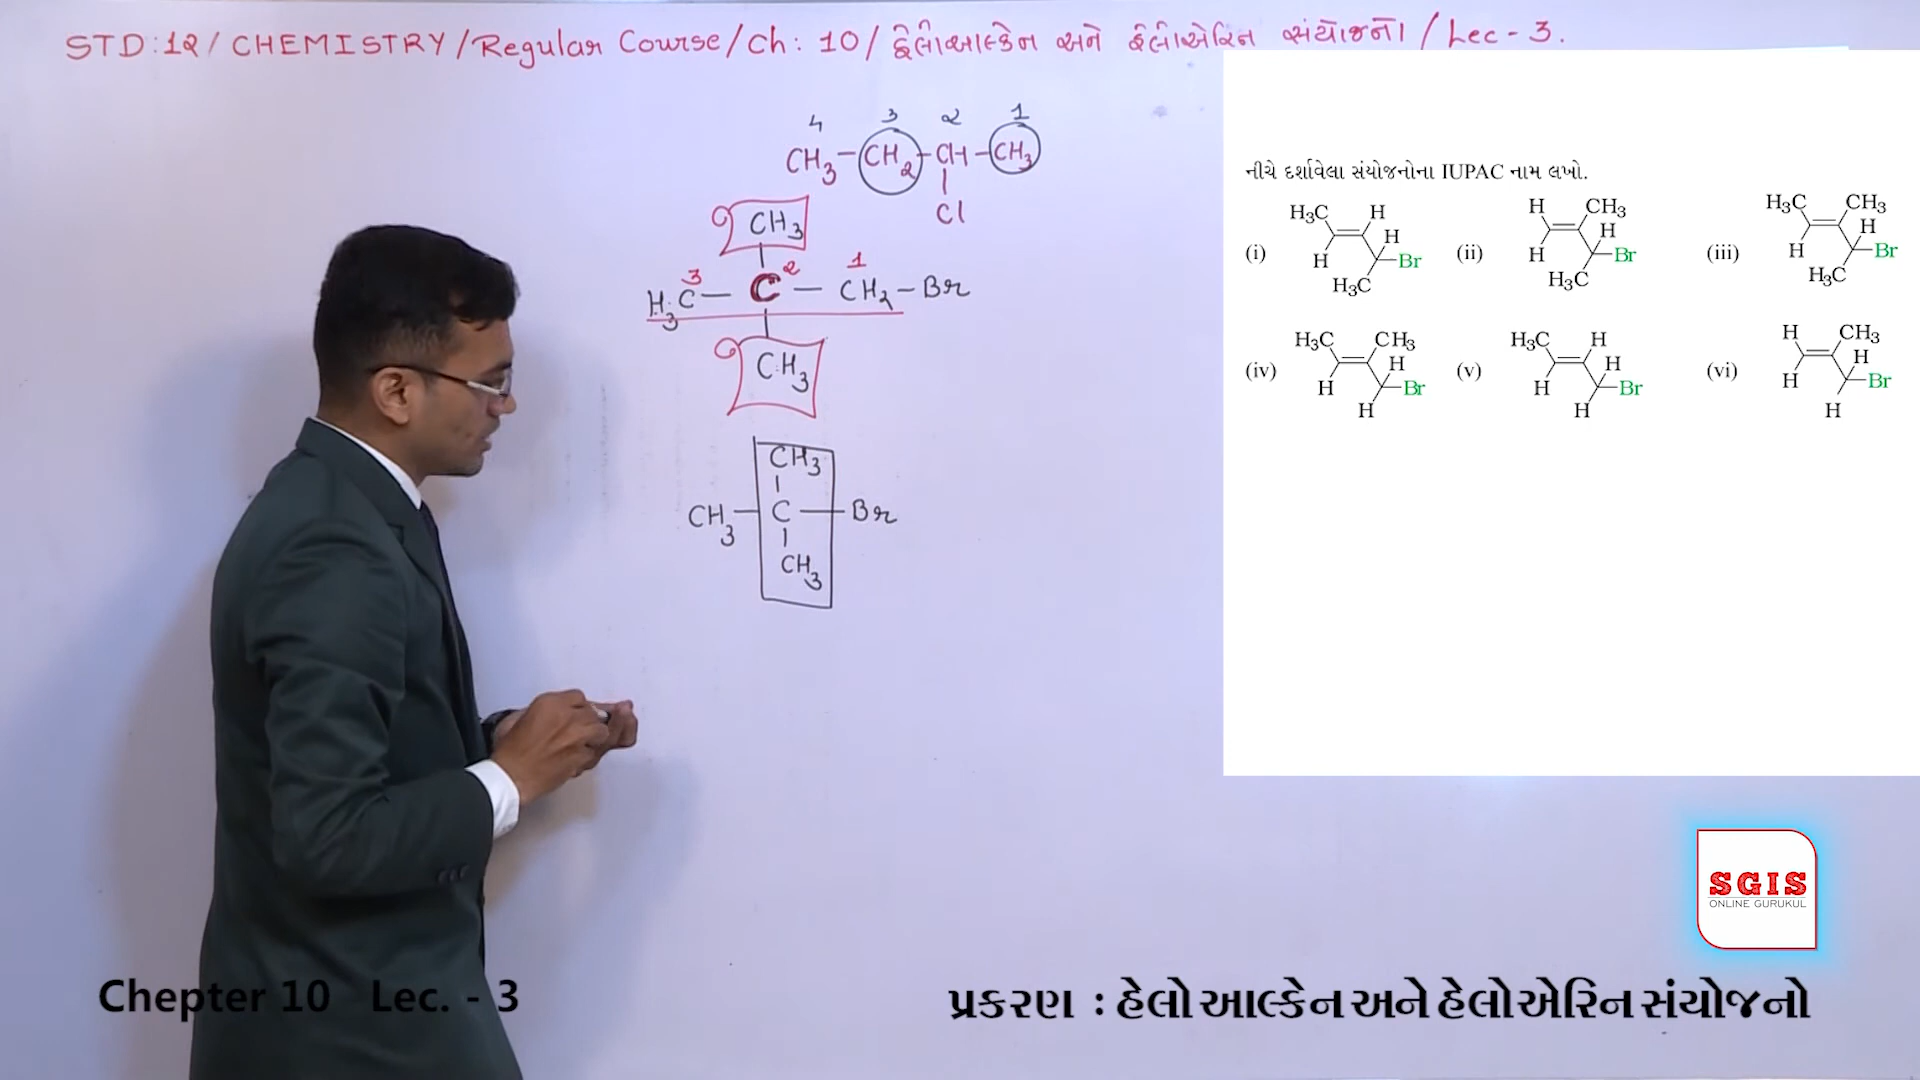 STD:12/CHEMISTRY/Regular Course/Ch: 10/ હેલોઆલ્કેન અને હેલોએરિન સંયોજનો / Lec-3.
4 3 2 1
CH3-CH2-CH-CH3
Cl
CH3
3 2 1
H3C-C-CH2-Br
CH3
CH3
CH3-C-Br
CH3
નીચે દર્શાવેલા સંયોજનોના IUPAC નામ લખો.
(i) H3C H H H Br H3C
(ii) H CH3 H H Br H3C
(iii) H3C CH3 H H Br H3C
(iv) H3C CH3 H H Br H
(v) H3C H H H Br H
(vi) H CH3 H H Br H
SGIS
ONLINE GURUKUL
Chepter 10 Lec. - 3
પ્રકરણ : હેલોઆલ્કેન અને હેલોએરિન સંયોજનો